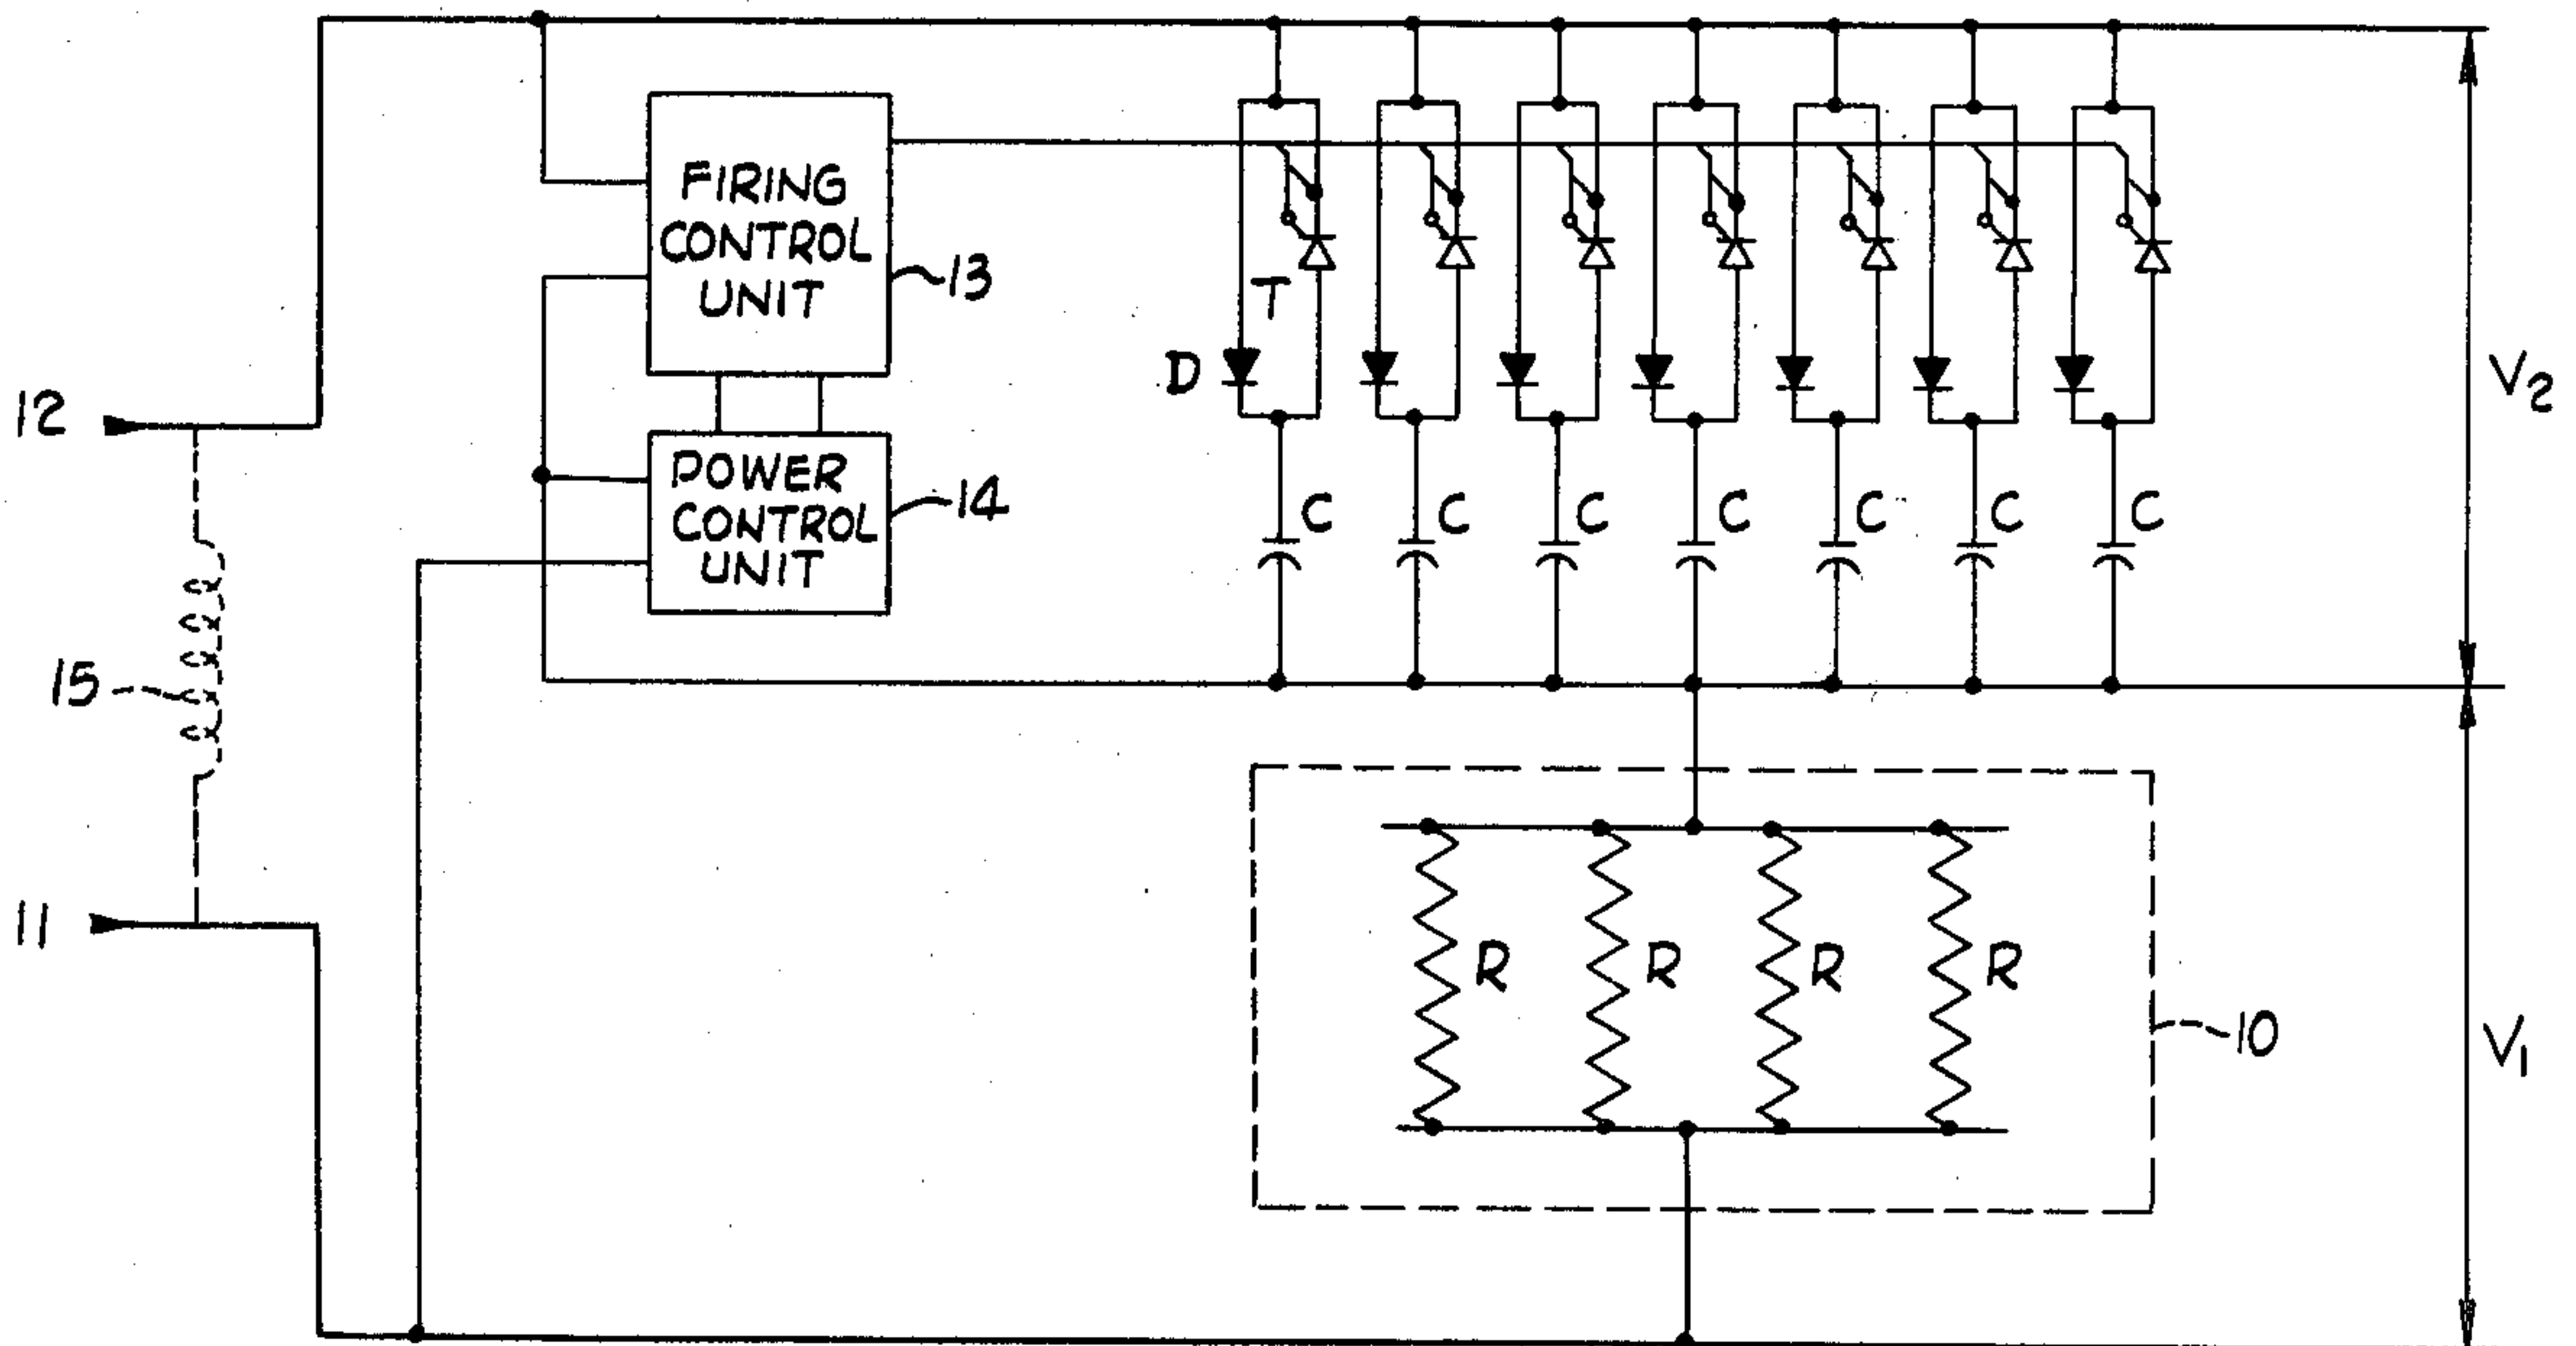 FIRING
CONTROL
UNIT
13
T
D
V2
12
POWER
CONTROL
UNIT
14
C C C C C C C
15
11
R R R R
10
V1